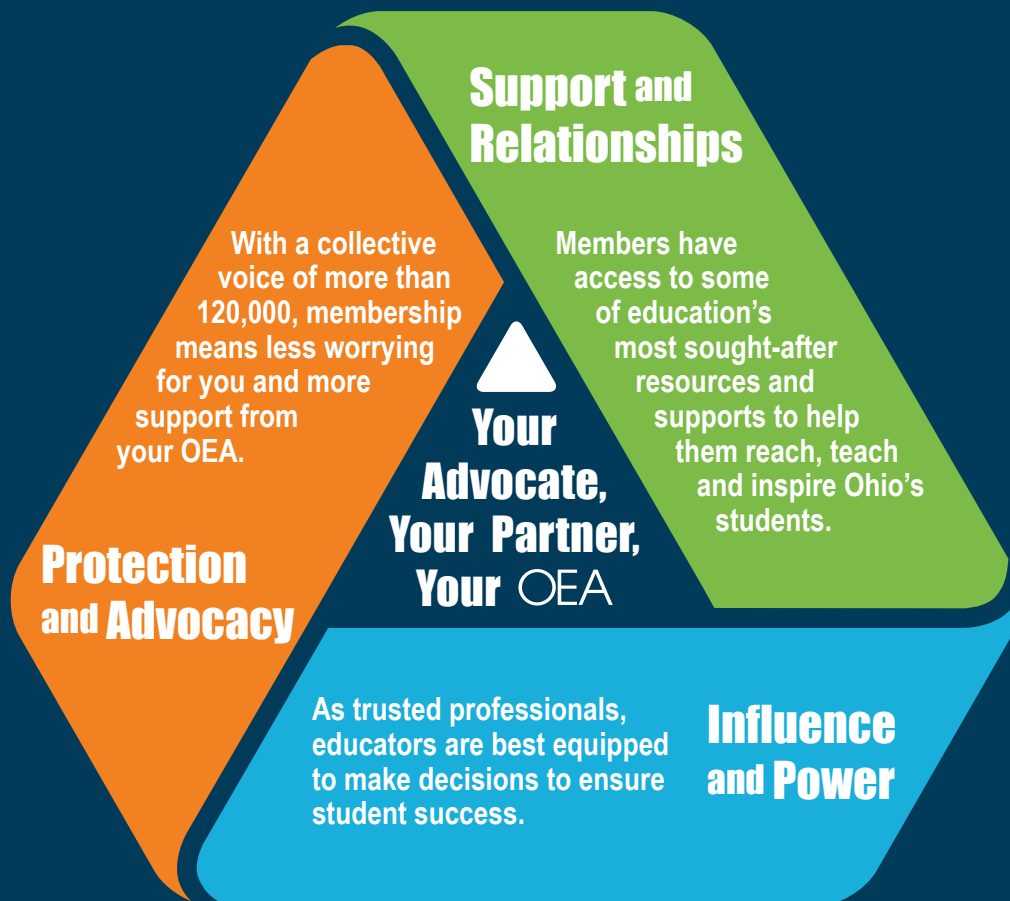 Support and
Relationships
Members have
access to some
of education's
most sought-after
resources and
supports to help
them reach, teach
and inspire Ohio's
students.
With a collective
voice of more than
120,000, membership
means less worrying
for you and more
support from
your OEA.
Protection
and Advocacy
Your
Advocate,
Your Partner,
Your OEA
As trusted professionals,
educators are best equipped
to make decisions to ensure
student success.
Influence
and Power